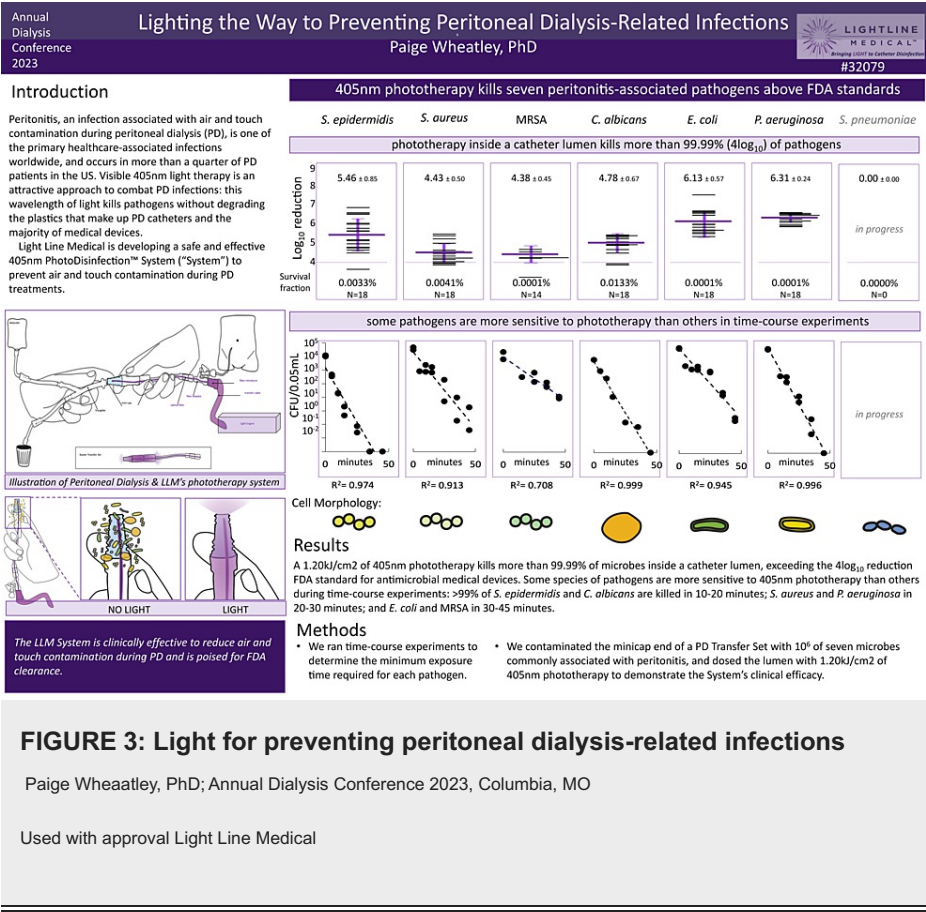 Annual
Dialysis
Conference
2023
Lighting the Way to Preventing Peritoneal Dialysis-Related Infections
Paige Wheatley, PhD
LIGHTLINE
MEDICAL™
Bringing LIGHT to Catheter Disinfection
#32079
Introduction
Peritonitis, an infection associated with air and touch
contamination during peritoneal dialysis (PD), is one of
the primary healthcare-associated infections
worldwide, and occurs in more than a quarter of PD
patients in the US. Visible 405nm light therapy is an
attractive approach to combat PD infections: this
wavelength of light kills pathogens without degrading
the plastics that make up PD catheters and the
majority of medical devices.
Light Line Medical is developing a safe and effective
405nm PhotoDisinfection™ System ("System") to
prevent air and touch contamination during PD
treatments.
Illustration of Peritoneal Dialysis & LLM's phototherapy system
NO LIGHT
LIGHT
The LLM System is clinically effective to reduce air and
touch contamination during PD and is poised for FDA
clearance.
405nm phototherapy kills seven peritonitis-associated pathogens above FDA standards
S. epidermidis S. aureus MRSA C. albicans E. coli P. aeruginosa S. pneumoniae
phototherapy inside a catheter lumen kills more than 99.99% (4log10) of pathogens
Log10 reduction
9
8
7
6
5
4
5.46 ± 0.85 4.43 ± 0.50 4.38 ± 0.45 4.78 ± 0.67 6.13 ± 0.57 6.31 ± 0.24 0.00 ± 0.00
in progress
Survival
fraction
0.0033% 0.0041% 0.0001% 0.0133% 0.0001% 0.0001% 0.0000%
N=18 N=18 N=14 N=18 N=18 N=18 N=0
some pathogens are more sensitive to phototherapy than others in time-course experiments
CFU/0.05mL
10⁵
10⁴
10³
10²
10¹
10⁰
10⁻¹
10⁻²
in progress
0 minutes 50 0 minutes 50 0 minutes 50 0 minutes 50 0 minutes 50 0 minutes 50
R²= 0.974 R²= 0.913 R²= 0.708 R²= 0.999 R²= 0.945 R²= 0.996
Cell Morphology:
Results
A 1.20kJ/cm2 of 405nm phototherapy kills more than 99.99% of microbes inside a catheter lumen, exceeding the 4log10 reduction
FDA standard for antimicrobial medical devices. Some species of pathogens are more sensitive to 405nm phototherapy than others
during time-course experiments: >99% of S. epidermidis and C. albicans are killed in 10-20 minutes; S. aureus and P. aeruginosa in
20-30 minutes; and E. coli and MRSA in 30-45 minutes.
Methods
• We ran time-course experiments to
determine the minimum exposure
time required for each pathogen.
• We contaminated the minicap end of a PD Transfer Set with 10⁶ of seven microbes
commonly associated with peritonitis, and dosed the lumen with 1.20kJ/cm2 of
405nm phototherapy to demonstrate the System's clinical efficacy.
FIGURE 3: Light for preventing peritoneal dialysis-related infections
Paige Wheaatley, PhD; Annual Dialysis Conference 2023, Columbia, MO
Used with approval Light Line Medical